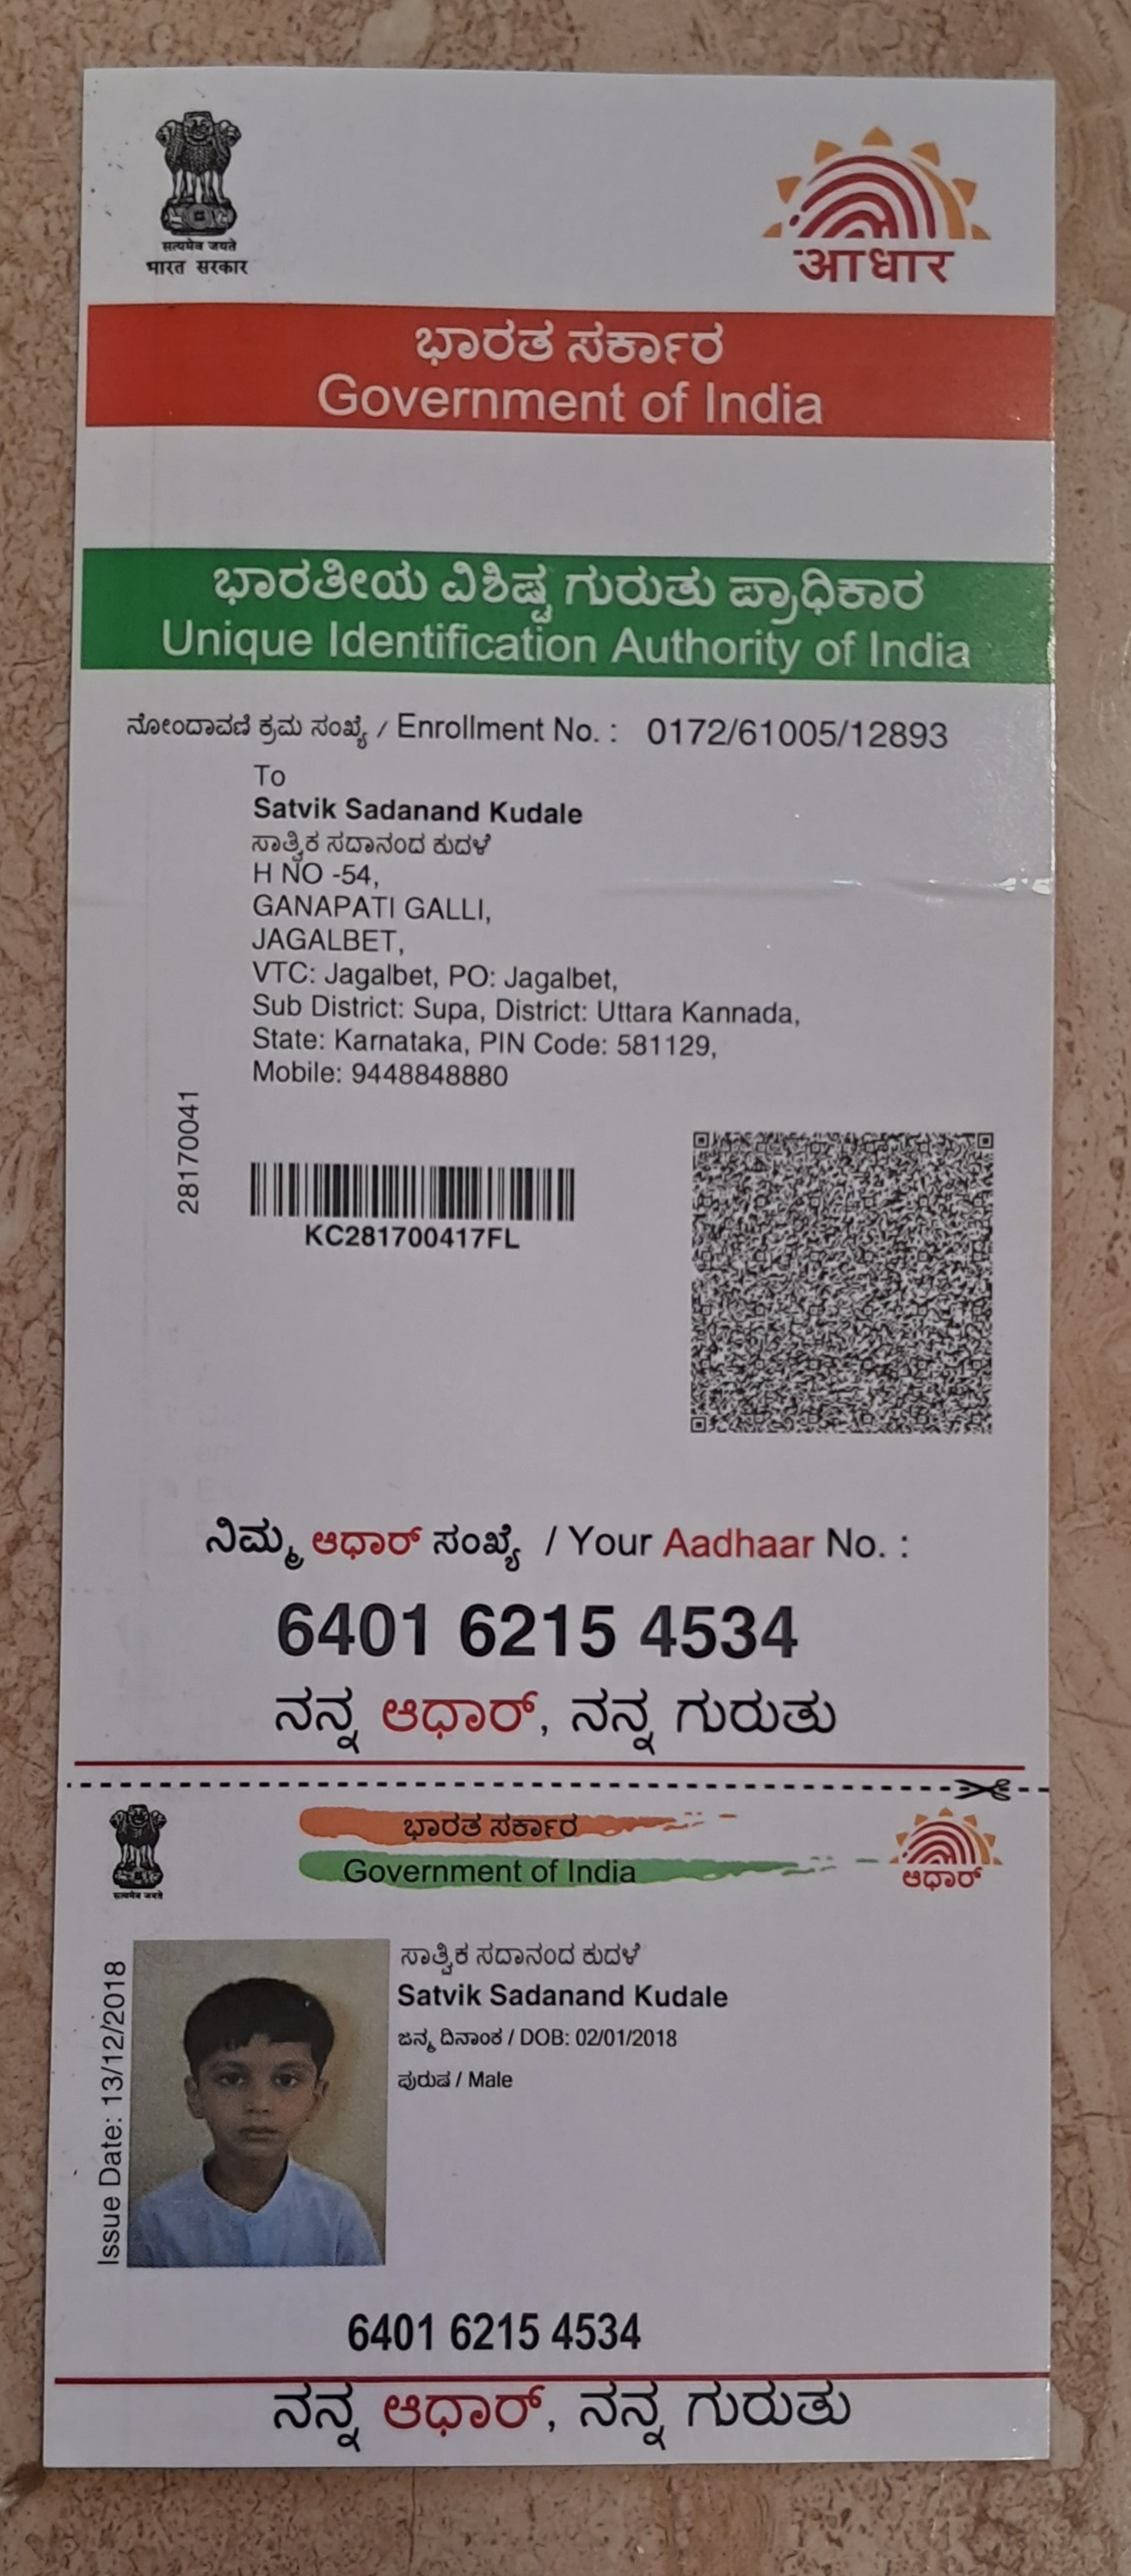 सत्यमेव जयते
भारत सरकार
आधार
ಭಾರತ ಸರ್ಕಾರ
Government of India
ಭಾರತೀಯ ವಿಶಿಷ್ಟ ಗುರುತು ಪ್ರಾಧಿಕಾರ
Unique Identification Authority of India
ನೋಂದಾವಣಿ ಕ್ರಮ ಸಂಖ್ಯೆ / Enrollment No. : 0172/61005/12893
To
Satvik Sadanand Kudale
ಸಾತ್ವಿಕ ಸದಾನಂದ ಕುದಳೆ
H NO -54,
GANAPATI GALLI,
JAGALBET,
VTC: Jagalbet, PO: Jagalbet,
Sub District: Supa, District: Uttara Kannada,
State: Karnataka, PIN Code: 581129,
Mobile: 9448848880
28170041
KC281700417FL
ನಿಮ್ಮ ಆಧಾರ್ ಸಂಖ್ಯೆ / Your Aadhaar No. :
6401 6215 4534
ನನ್ನ ಆಧಾರ್, ನನ್ನ ಗುರುತು
सत्यमेव जयते
ಭಾರತ ಸರ್ಕಾರ
Government of India
ಆಧಾರ್
Issue Date: 13/12/2018
ಸಾತ್ವಿಕ ಸದಾನಂದ ಕುದಳೆ
Satvik Sadanand Kudale
ಜನ್ಮ ದಿನಾಂಕ / DOB: 02/01/2018
ಪುರುಷ / Male
6401 6215 4534
ನನ್ನ ಆಧಾರ್, ನನ್ನ ಗುರುತು